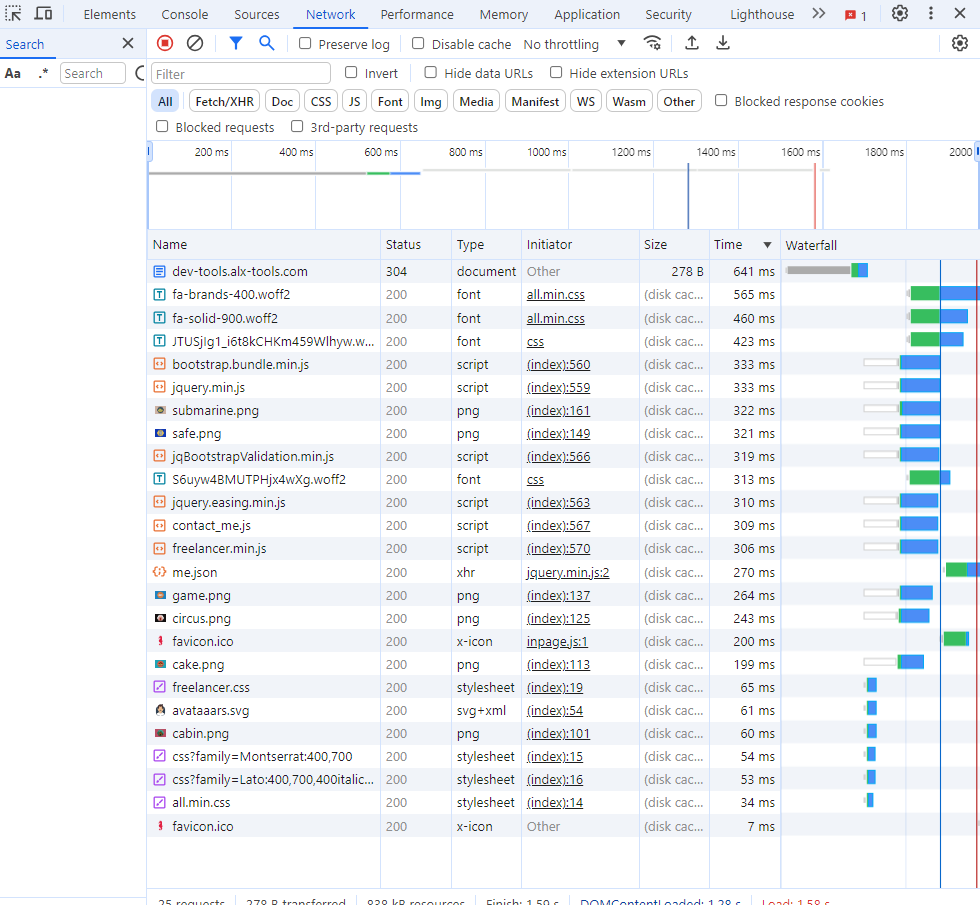 Elements Console Sources Network Performance Memory Application Security Lighthouse 1
Search
Preserve log Disable cache No throttling
Aa .* Search
Filter Invert Hide data URLs Hide extension URLs
All Fetch/XHR Doc CSS JS Font Img Media Manifest WS Wasm Other Blocked response cookies
Blocked requests 3rd-party requests
200 ms 400 ms 600 ms 800 ms 1000 ms 1200 ms 1400 ms 1600 ms 1800 ms 2000
Name Status Type Initiator Size Time Waterfall
dev-tools.alx-tools.com 304 document Other 278 B 641 ms
fa-brands-400.woff2 200 font all.min.css (disk cac... 565 ms
fa-solid-900.woff2 200 font all.min.css (disk cac... 460 ms
JTUSjIg1_i6t8kCHKm459Wlhyw.w... 200 font css (disk cac... 423 ms
bootstrap.bundle.min.js 200 script (index):560 (disk cac... 333 ms
jquery.min.js 200 script (index):559 (disk cac... 333 ms
submarine.png 200 png (index):161 (disk cac... 322 ms
safe.png 200 png (index):149 (disk cac... 321 ms
jqBootstrapValidation.min.js 200 script (index):566 (disk cac... 319 ms
S6uyw4BMUTPHjx4wXg.woff2 200 font css (disk cac... 313 ms
jquery.easing.min.js 200 script (index):563 (disk cac... 310 ms
contact_me.js 200 script (index):567 (disk cac... 309 ms
freelancer.min.js 200 script (index):570 (disk cac... 306 ms
me.json 200 xhr jquery.min.js:2 (disk cac... 270 ms
game.png 200 png (index):137 (disk cac... 264 ms
circus.png 200 png (index):125 (disk cac... 243 ms
favicon.ico 200 x-icon inpage.js:1 (disk cac... 200 ms
cake.png 200 png (index):113 (disk cac... 199 ms
freelancer.css 200 stylesheet (index):19 (disk cac... 65 ms
avataaars.svg 200 svg+xml (index):54 (disk cac... 61 ms
cabin.png 200 png (index):101 (disk cac... 60 ms
css?family=Montserrat:400,700 200 stylesheet (index):15 (disk cac... 54 ms
css?family=Lato:400,700,400italic... 200 stylesheet (index):16 (disk cac... 53 ms
all.min.css 200 stylesheet (index):14 (disk cac... 34 ms
favicon.ico 200 x-icon Other (disk cac... 7 ms
25 requests 278 B transferred 838 kB resources Finish: 1.59 s DOMContentLoaded: 1.28 s Load: 1.58 s